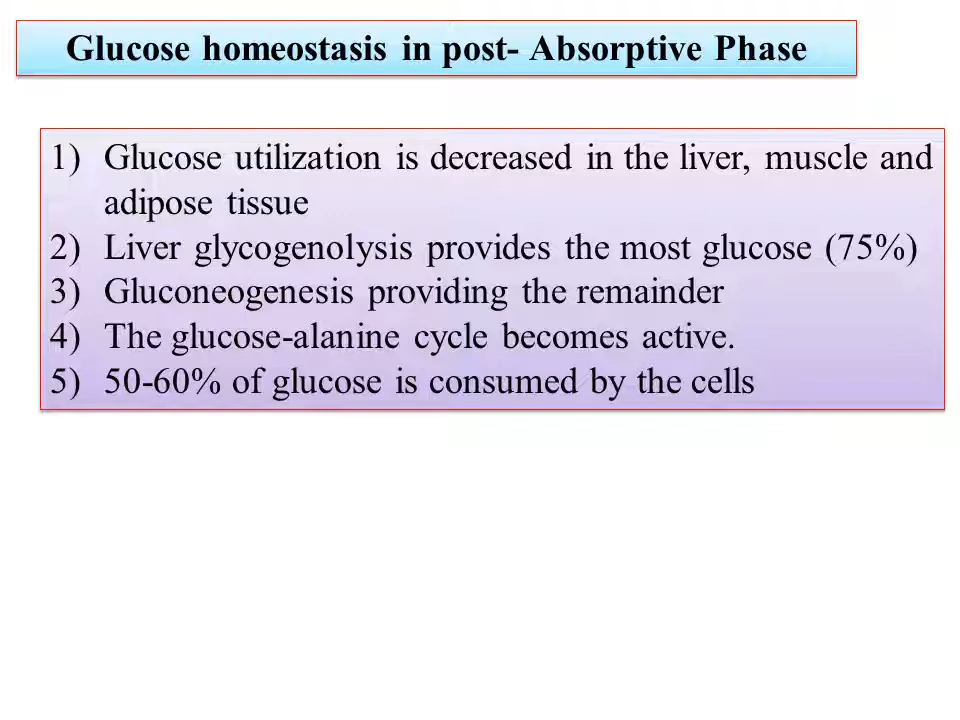 Glucose homeostasis in post- Absorptive Phase
1) Glucose utilization is decreased in the liver, muscle and
adipose tissue
2) Liver glycogenolysis provides the most glucose (75%)
3) Gluconeogenesis providing the remainder
4) The glucose-alanine cycle becomes active.
5) 50-60% of glucose is consumed by the cells